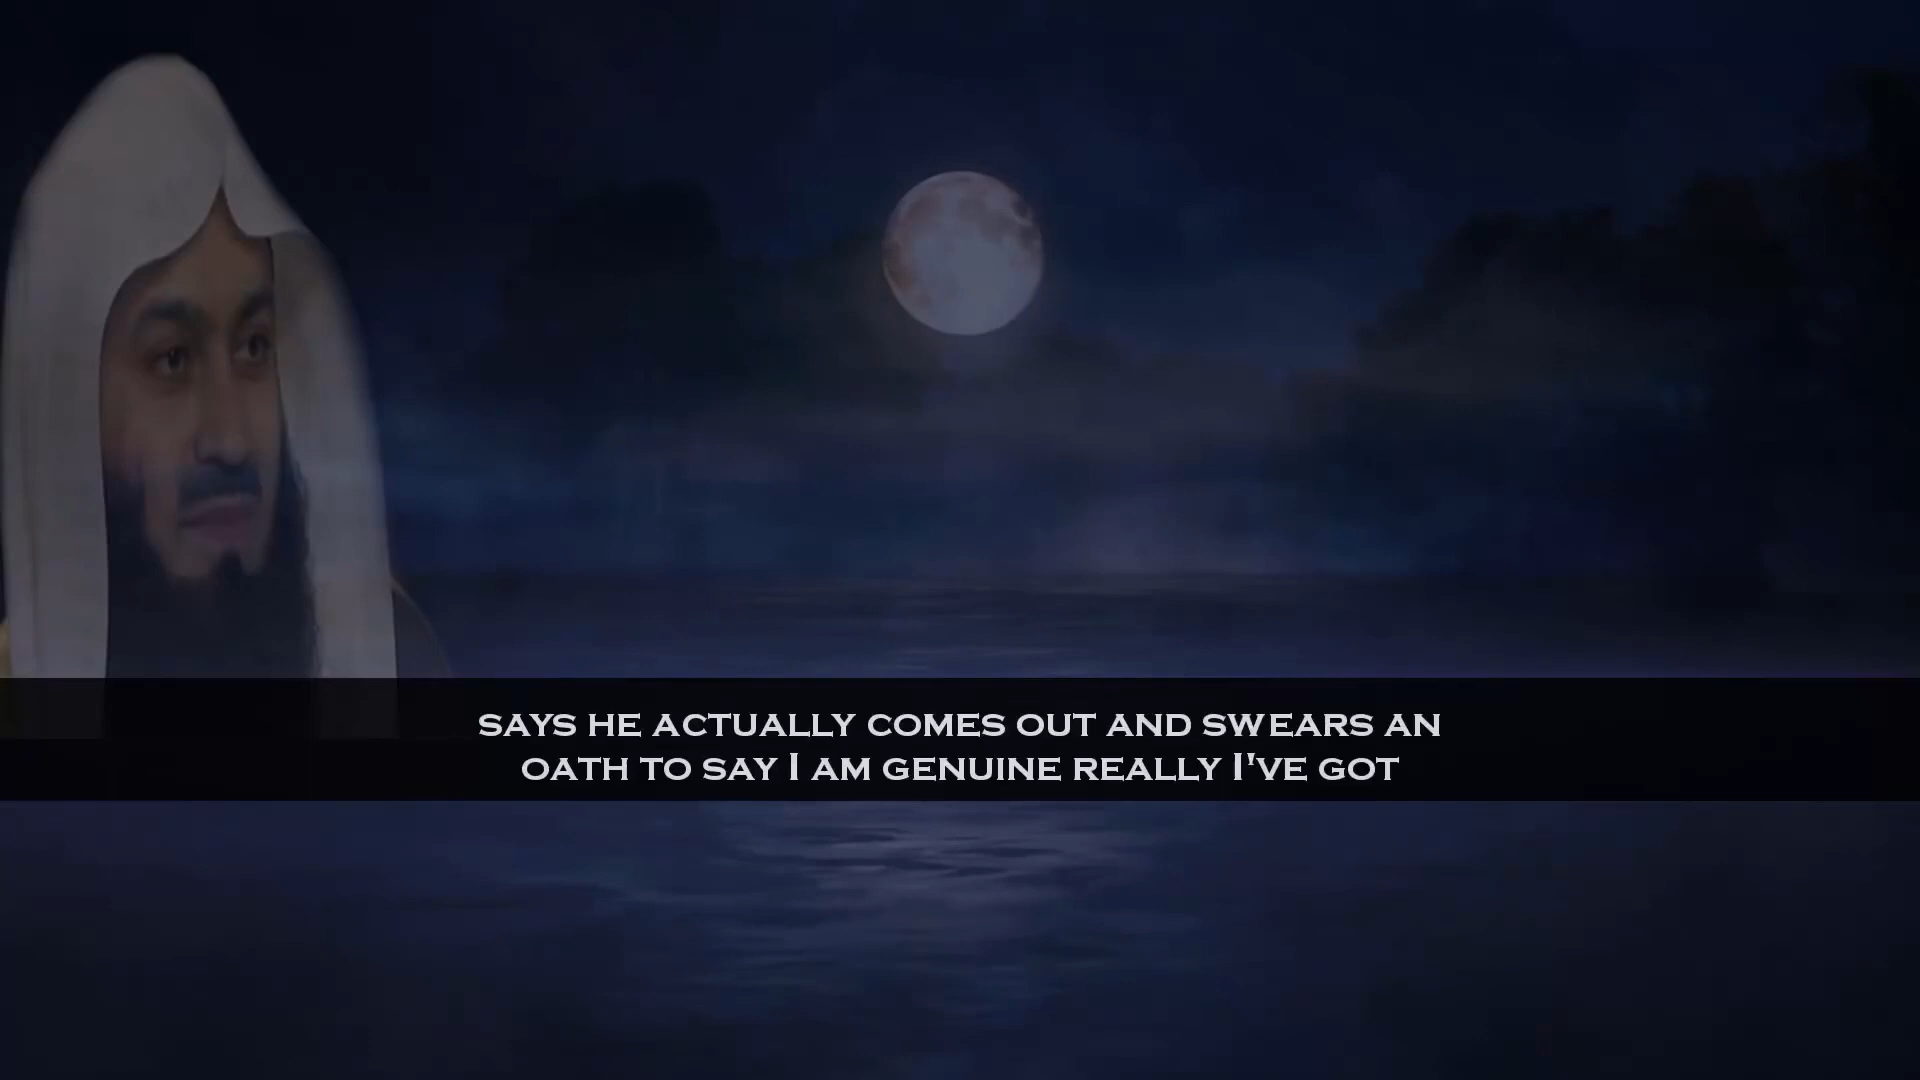 SAYS HE ACTUALLY COMES OUT AND SWEARS AN
OATH TO SAY I AM GENUINE REALLY I'VE GOT